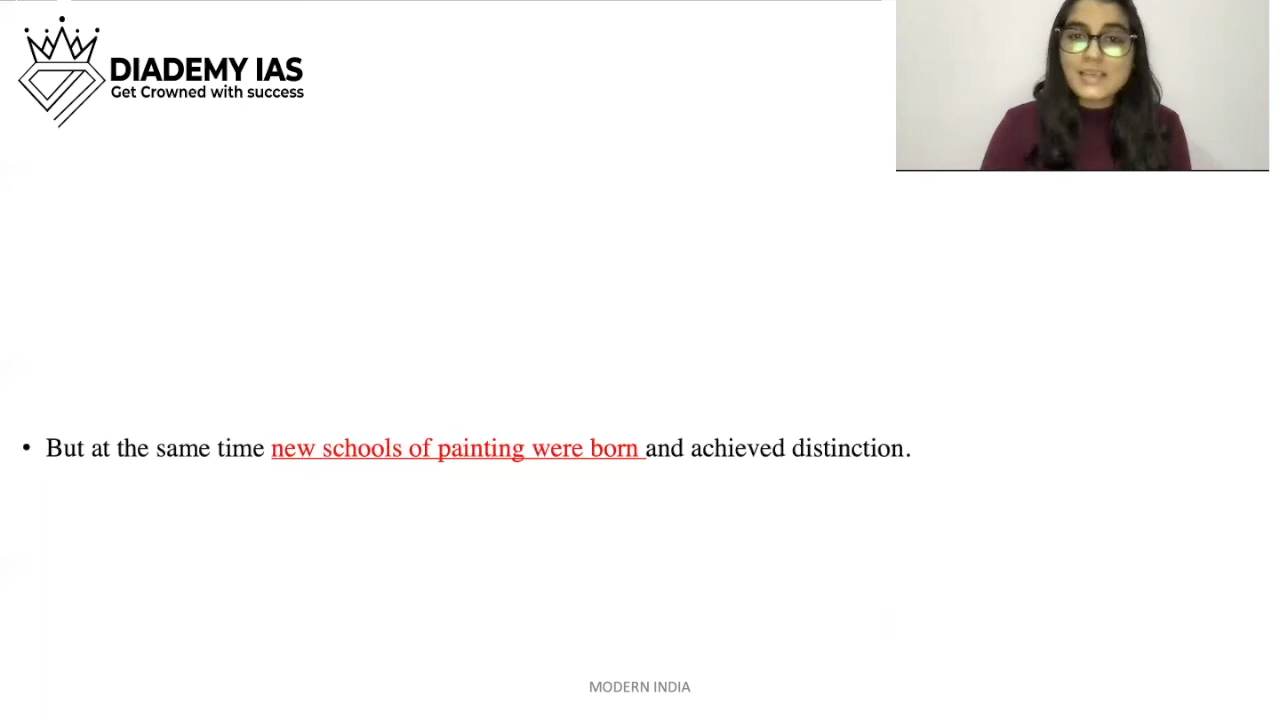 DIADEMY IAS
Get Crowned with success
• But at the same time new schools of painting were born and achieved distinction.
MODERN INDIA